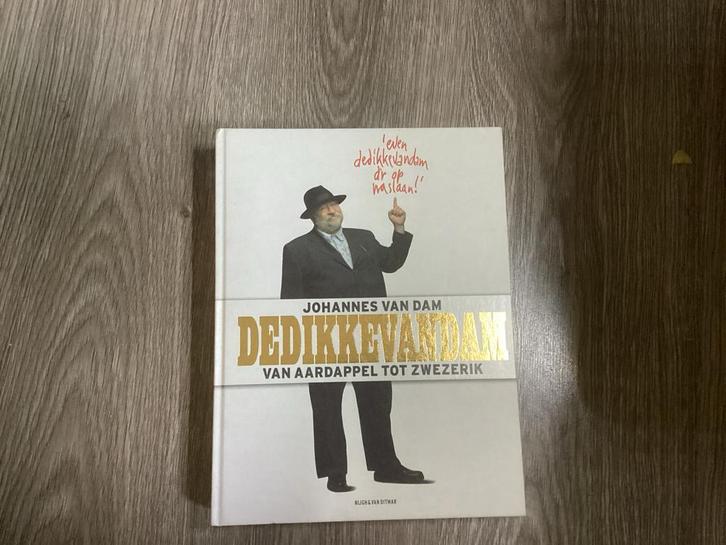 'even
dedikkevandam
dr op
naslaan!'
JOHANNES VAN DAM
DEDIKKEVANDAM
VAN AARDAPPEL TOT ZWEZERIK
NIJGH & VAN DITMAR